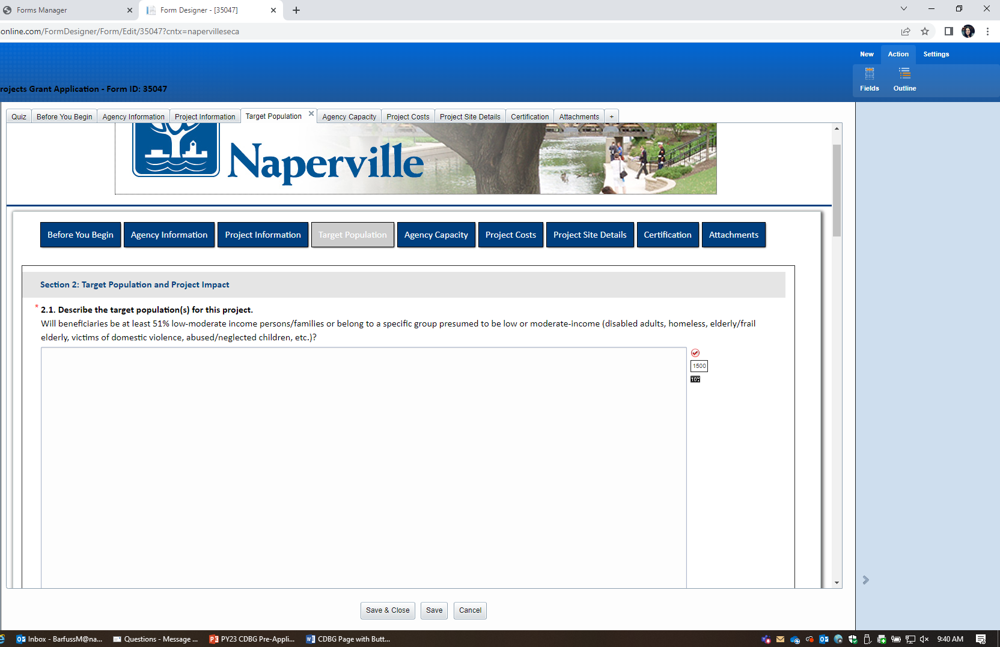 Forms Manager
Form Designer - [35047]
online.com/FormDesigner/Form/Edit/35047?cntx=napervilleseca
New Action Settings
Fields Outline
rojects Grant Application - Form ID: 35047
Quiz Before You Begin Agency Information Project Information Target Population Agency Capacity Project Costs Project Site Details Certification Attachments +
Naperville
Before You Begin Agency Information Project Information Target Population Agency Capacity Project Costs Project Site Details Certification Attachments
Section 2: Target Population and Project Impact
* 2.1. Describe the target population(s) for this project.
Will beneficiaries be at least 51% low-moderate income persons/families or belong to a specific group presumed to be low or moderate-income (disabled adults, homeless, elderly/frail
elderly, victims of domestic violence, abused/neglected children, etc.)?
1500
Save & Close Save Cancel
Inbox - BarfussM@na... Questions - Message ... PY23 CDBG Pre-Appli... CDBG Page with Butt... 9:40 AM